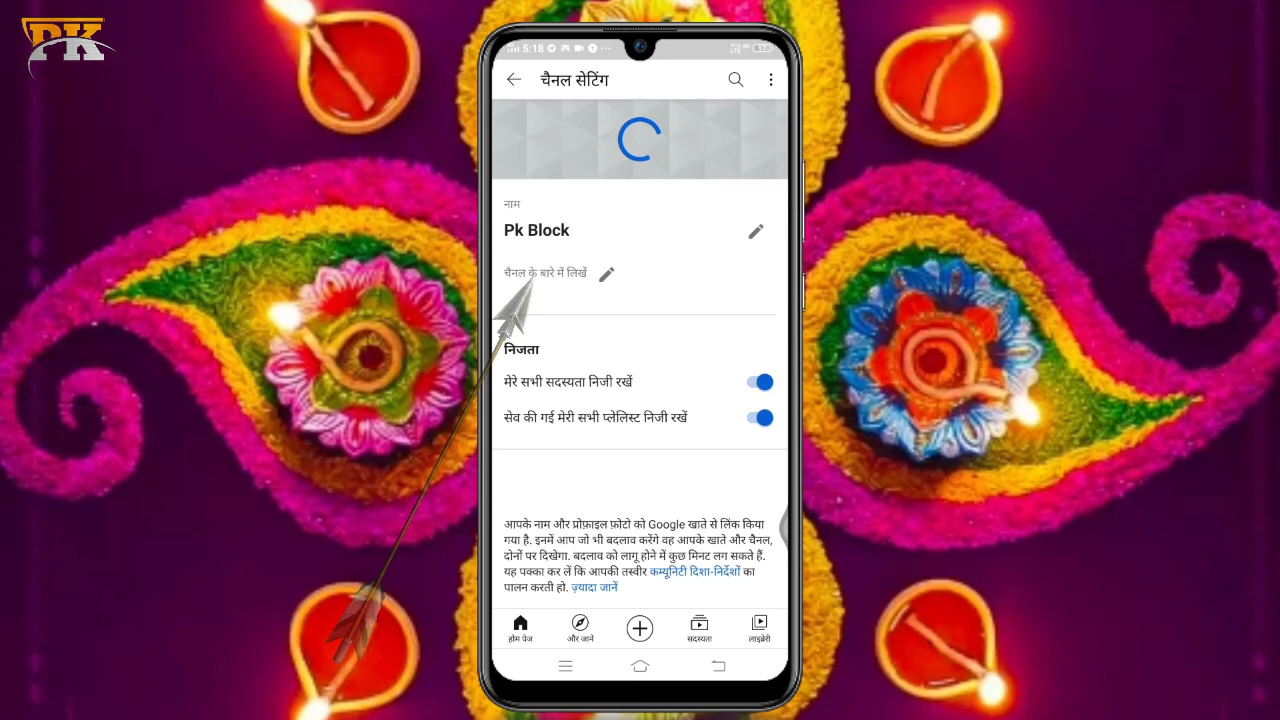 PK
5:18
57
चैनल सेटिंग
नाम
Pk Block
चैनल के बारे में लिखें
निजता
मेरे सभी सदस्यता निजी रखें
सेव की गई मेरी सभी प्लेलिस्ट निजी रखें
आपके नाम और प्रोफ़ाइल फ़ोटो को Google खाते से लिंक किया
गया है. इनमें आप जो भी बदलाव करेंगे वह आपके खाते और चैनल,
दोनों पर दिखेगा. बदलाव को लागू होने में कुछ मिनट लग सकते हैं.
यह पक्का कर लें कि आपकी तस्वीर कम्यूनिटी दिशा-निर्देशों का
पालन करती हो. ज़्यादा जानें
होम पेज
और जानें
सदस्यता
लाइब्रेरी